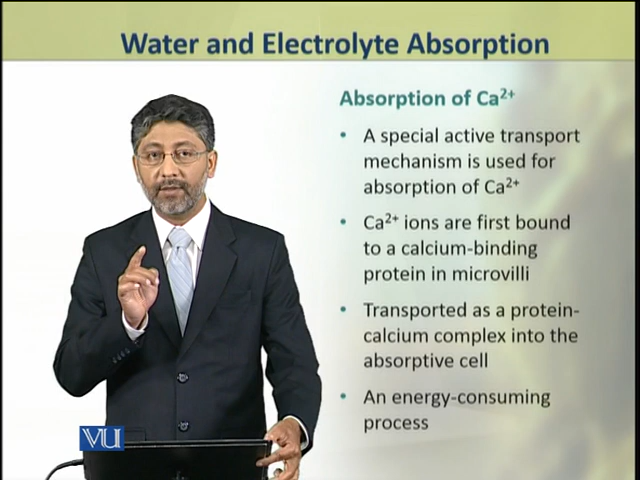 Water and Electrolyte Absorption
Absorption of Ca²⁺
• A special active transport
mechanism is used for
absorption of Ca²⁺
• Ca²⁺ ions are first bound
to a calcium-binding
protein in microvilli
• Transported as a protein-
calcium complex into the
absorptive cell
• An energy-consuming
process
VU